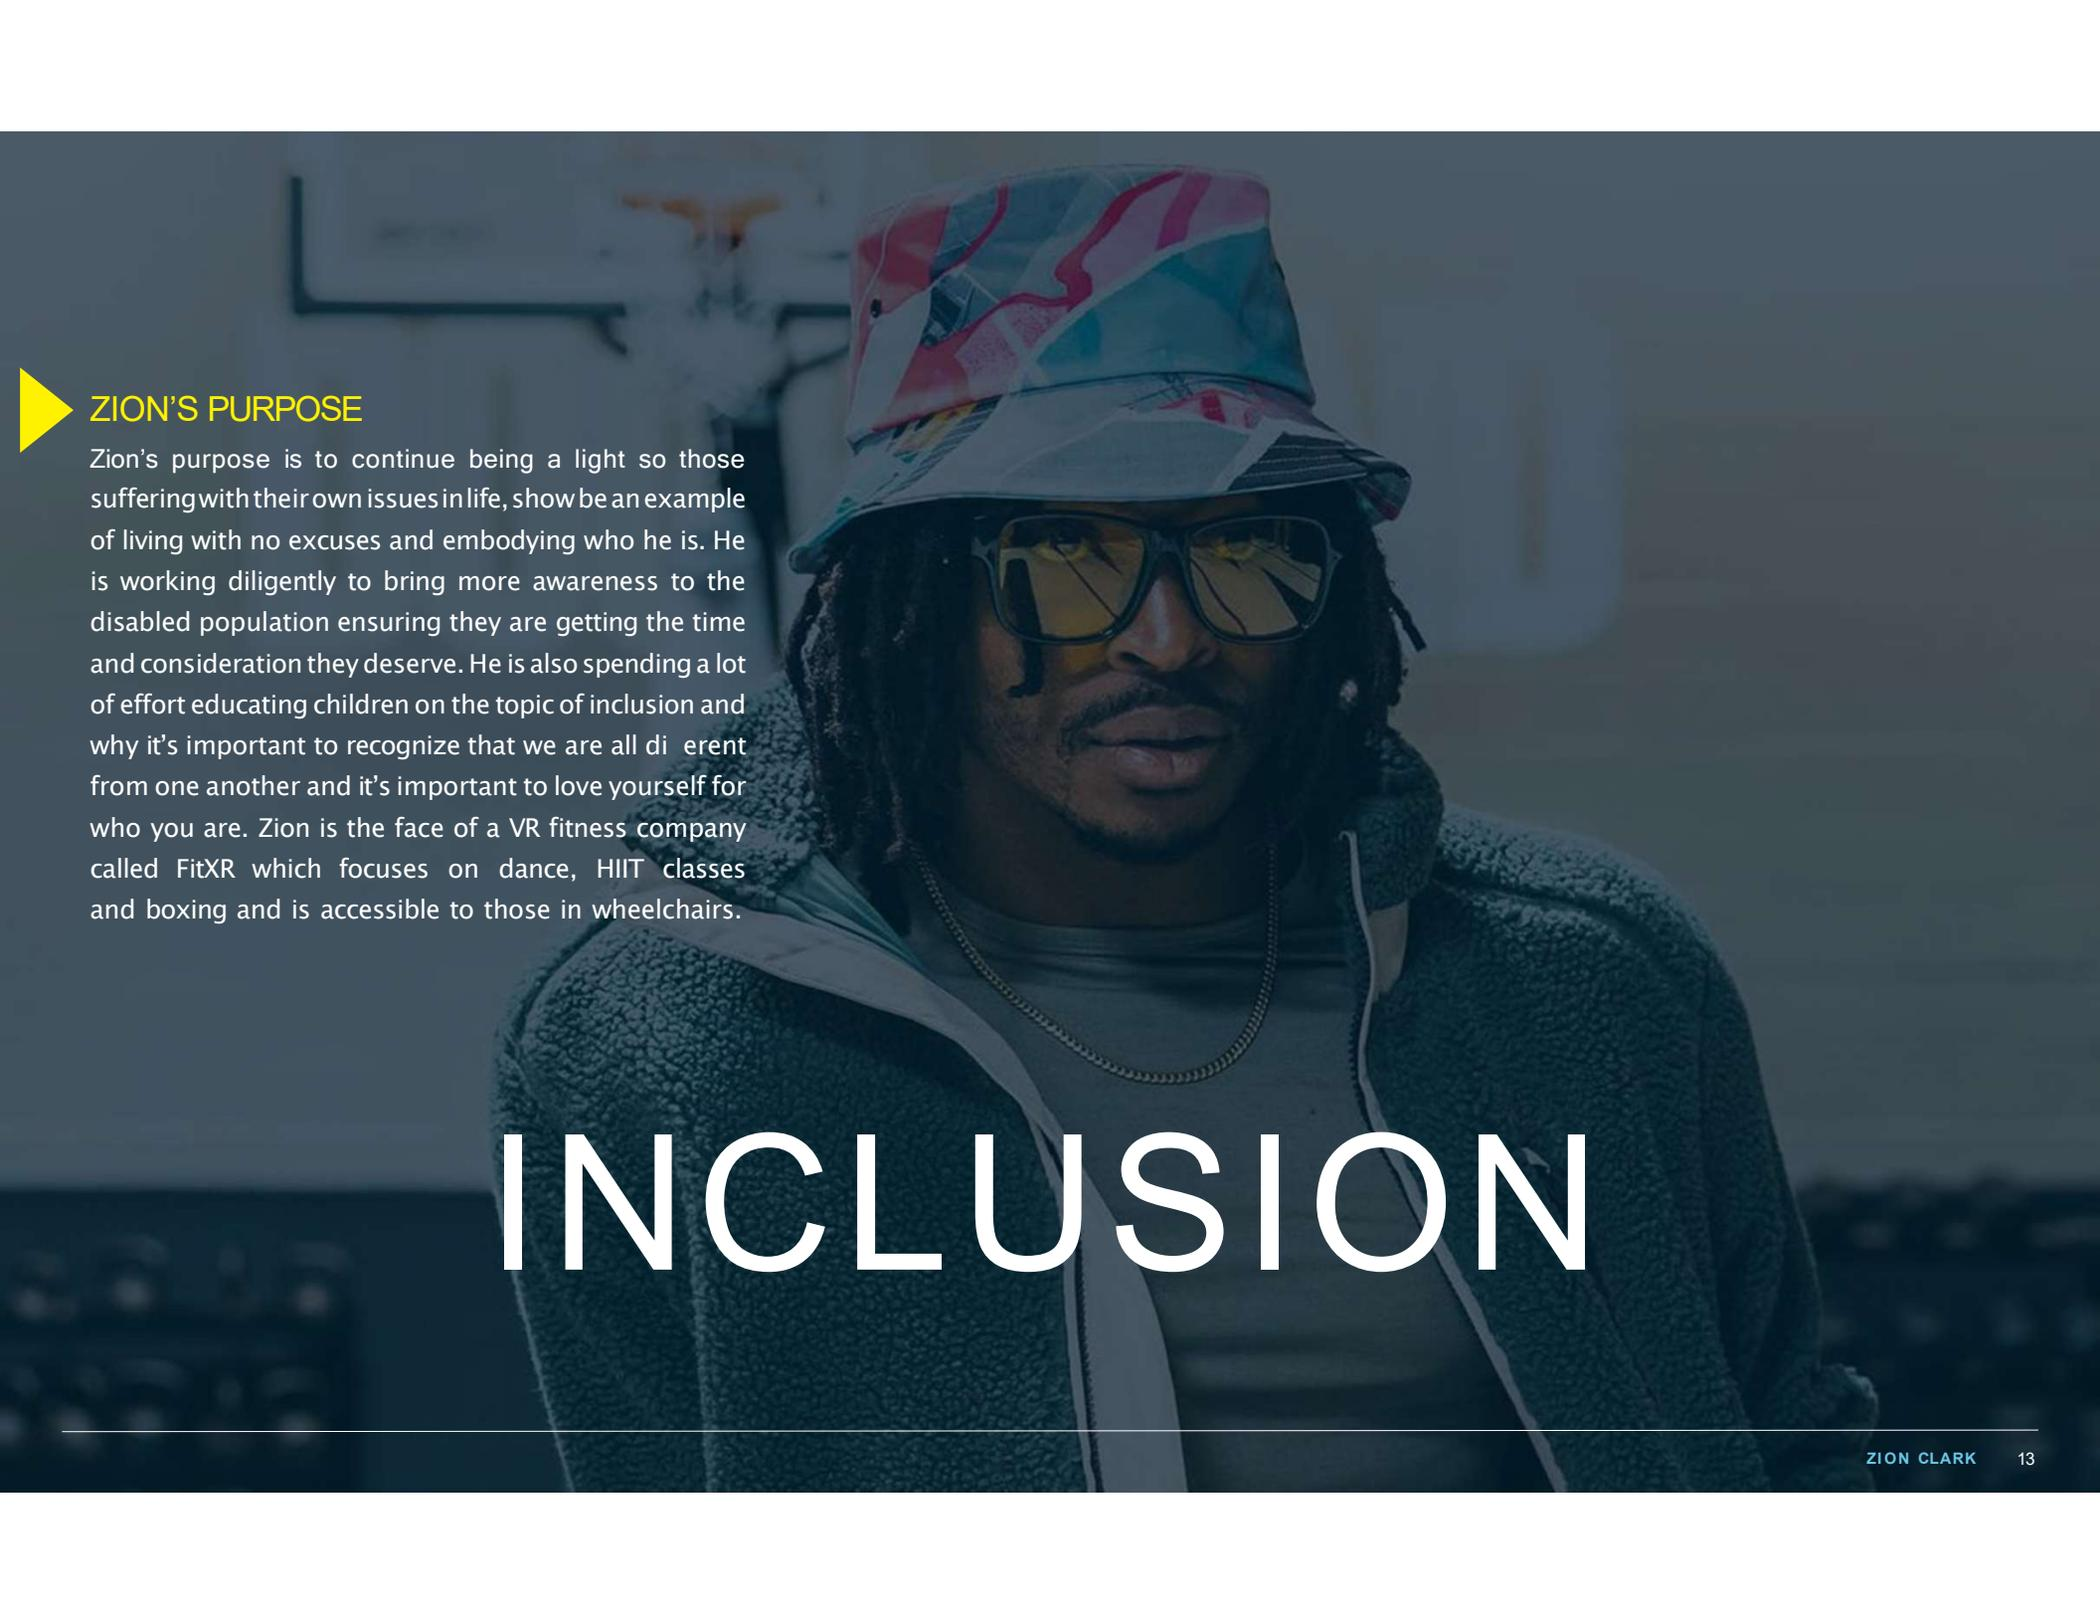 ZION’S PURPOSE
Zion’s purpose is to continue being a light so those
suffering with their own issues in life, show be an example
of living with no excuses and embodying who he is. He
is working diligently to bring more awareness to the
disabled population ensuring they are getting the time
and consideration they deserve. He is also spending a lot
of effort educating children on the topic of inclusion and
why it’s important to recognize that we are all di erent
from one another and it’s important to love yourself for
who you are. Zion is the face of a VR fitness company
called FitXR which focuses on dance, HIIT classes
and boxing and is accessible to those in wheelchairs.
INCLUSION
ZION CLARK 13